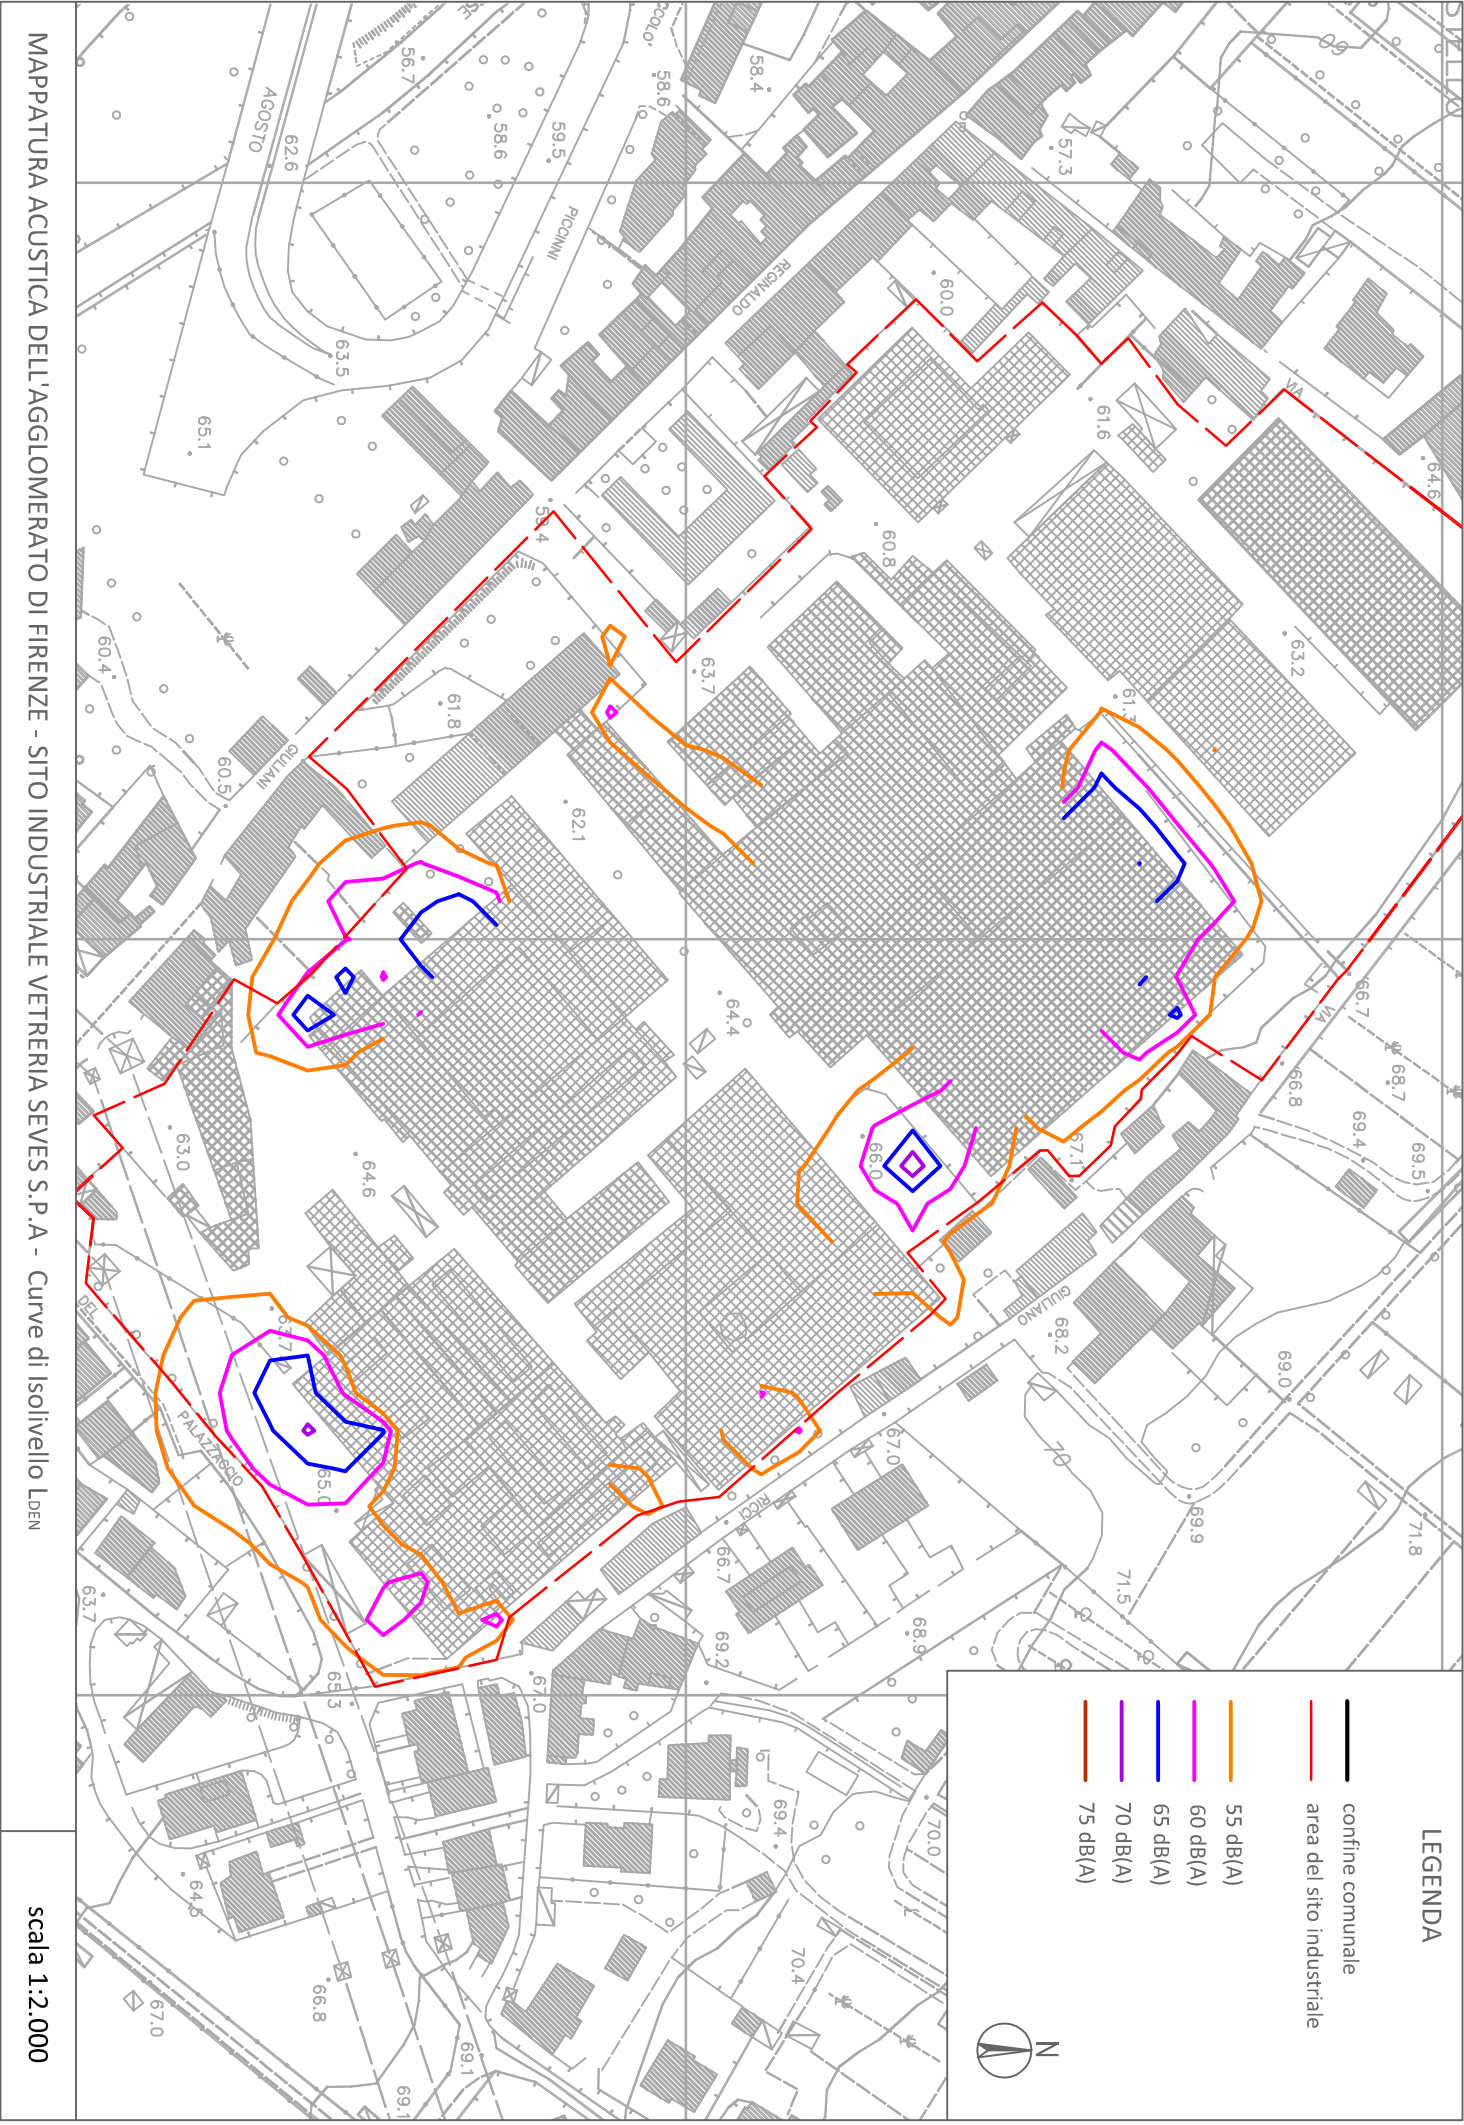 LEGENDA
confine comunale
area del sito industriale
55 dB(A)
60 dB(A)
65 dB(A)
70 dB(A)
75 dB(A)
N
60
57.3
64.6
VIA
61.6
63.2
60.0
60.8
61.3
58.4
58.6
REGINALDO
59.5
58.6
56.7
PICCINNI
AGOSTO
62.6
63.5
65.1
59.4
63.7
61.8
62.1
60.4
60.5
GIULIANI
64.4
66.0
67.1
VIA
66.7
66.8
68.7
69.4
69.5
GIULIANO
68.2
69.0
70
67.0
RICCI
66.7
69.9
71.8
71.5
68.9
69.2
63.0
64.6
63.7
65.0
DEL
PALAZZACCIO
63.7
65.3
67.0
69.4
70.0
70.4
64.5
66.8
67.0
69.1
69.1
MAPPATURA ACUSTICA DELL'AGGLOMERATO DI FIRENZE - SITO INDUSTRIALE VETRERIA SEVES S.P.A - Curve di Isolivello LDEN
scala 1:2.000